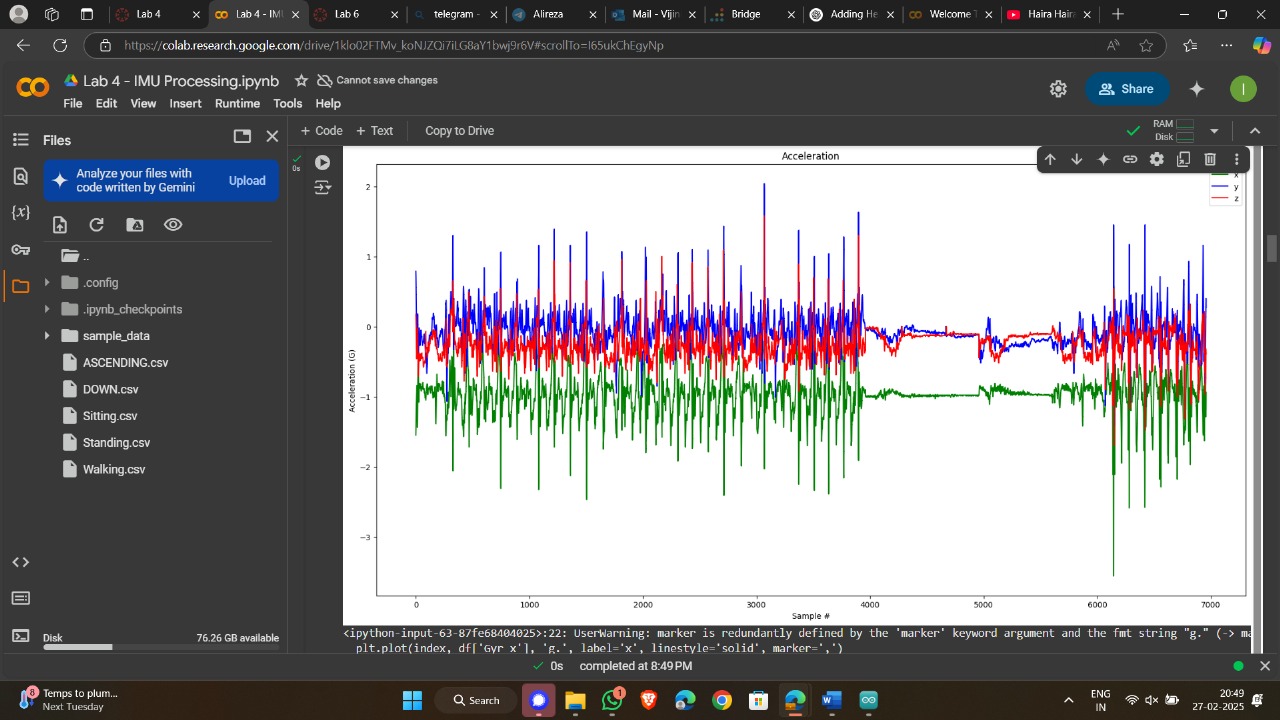 Lab 4
Lab 4 - IMU
Lab 6
telegram -
Alireza
Mail - Vijin
Bridge
Adding He
Welcome T
Haira Haira
https://colab.research.google.com/drive/1klo02FTMv_koNJZQi7iLG8aY1bwj9r6V#scrollTo=I65ukChEgyNp
Lab 4 - IMU Processing.ipynb
Cannot save changes
File Edit View Insert Runtime Tools Help
Share
I
Files
+ Code + Text Copy to Drive
RAM
Disk
Analyze your files with
code written by Gemini
Upload
..
.config
.ipynb_checkpoints
sample_data
ASCENDING.csv
DOWN.csv
Sitting.csv
Standing.csv
Walking.csv
Disk
76.26 GB available
0s
Acceleration
x
y
z
2
1
0
−1
−2
−3
Acceleration (G)
0 1000 2000 3000 4000 5000 6000 7000
Sample #
<ipython-input-63-87fe68404025>:22: UserWarning: marker is redundantly defined by the 'marker' keyword argument and the fmt string "g." (-> ma
plt.plot(index, df['Gyr x'], 'g.', label='x', linestyle='solid', marker=',')
0s completed at 8:49 PM
8
Temps to plum...
Next Tuesday
Search
1
ENG
IN
20:49
27-02-2025